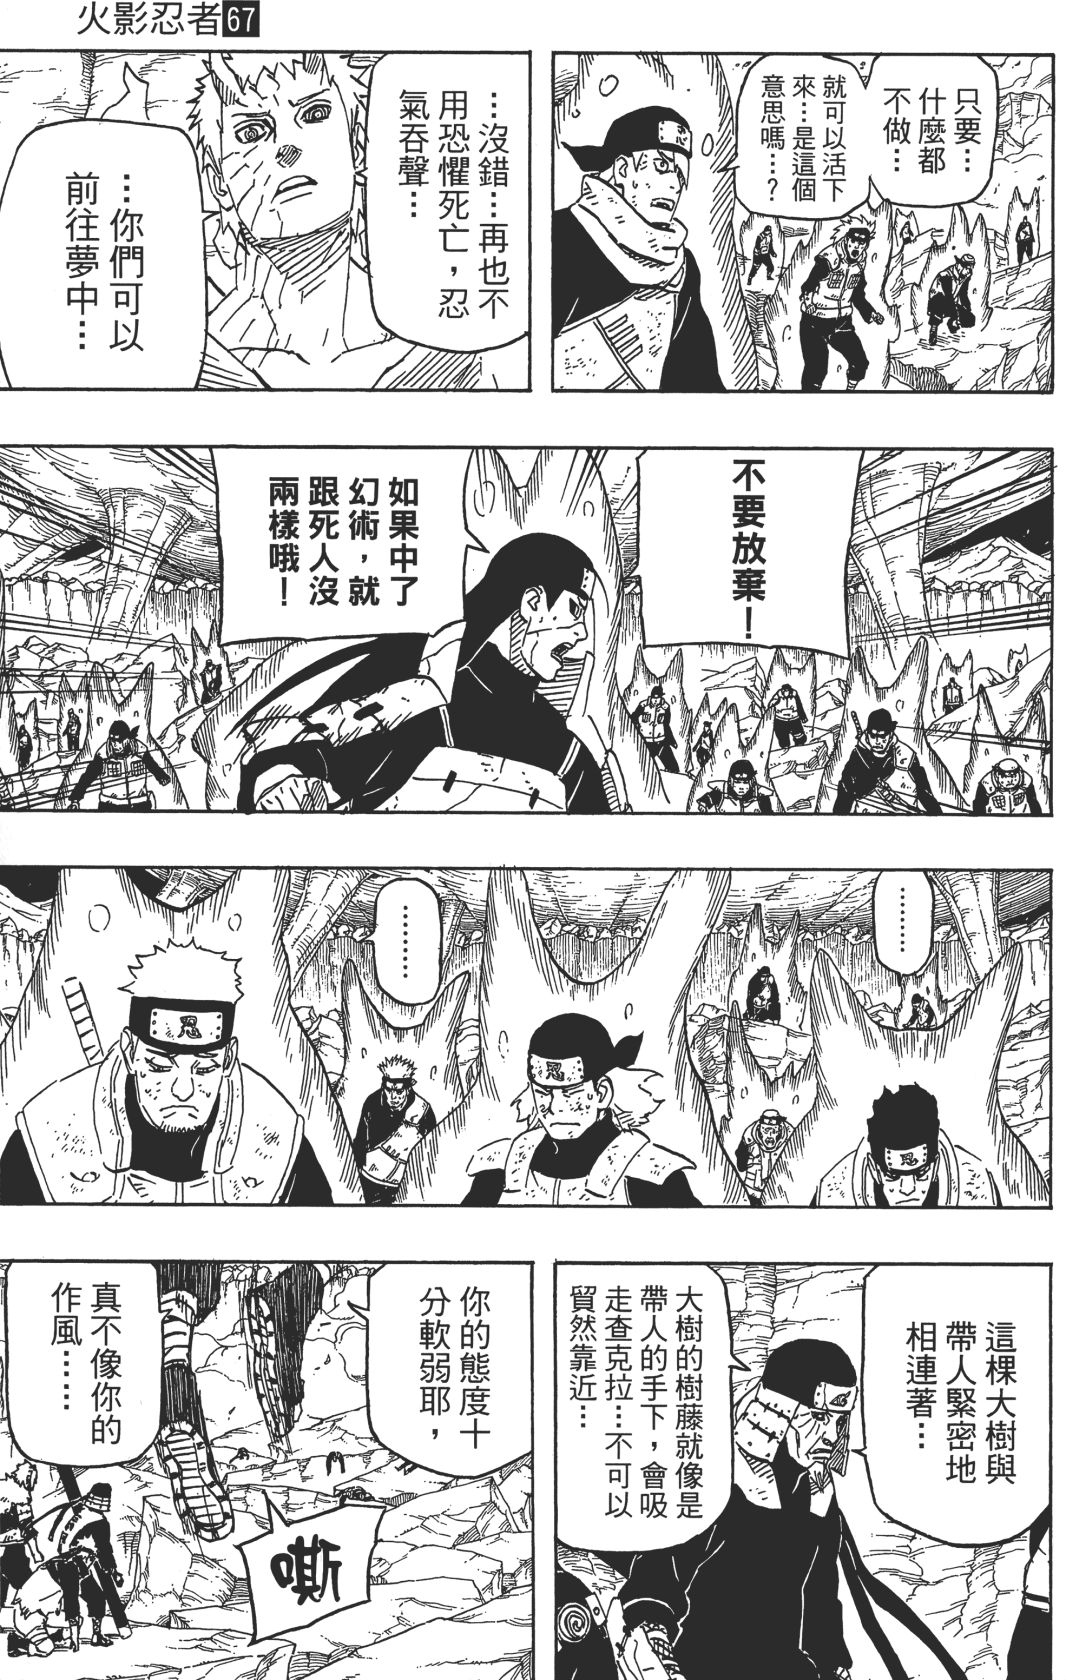 火影忍者67
只要…
什麼都
不做…
就可以活下
來…是這個
意思嗎…?
…沒錯…再也不
用恐懼死亡，忍
氣吞聲…
…你們可以
前往夢中…
不要放棄！
如果中了
幻術，就
跟死人沒
兩樣哦！
………
………
這棵大樹與
帶人緊密地
相連著…
大樹的樹藤就像是
帶人的手下，會吸
走查克拉…不可以
貿然靠近…
你的態度十
分軟弱耶，
真不像你的
作風……
嘶
忍
忍
忍
忍